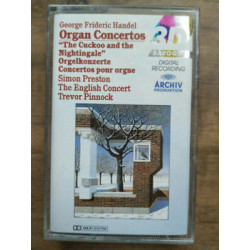 George Frideric Handel
Organ Concertos
"The Cuckoo and the
Nightingale"
Orgelkonzerte
Concertos pour orgue
Simon Preston
The English Concert
Trevor Pinnock
DIGITAL
RECORDING
ARCHIV
PRODUKTION